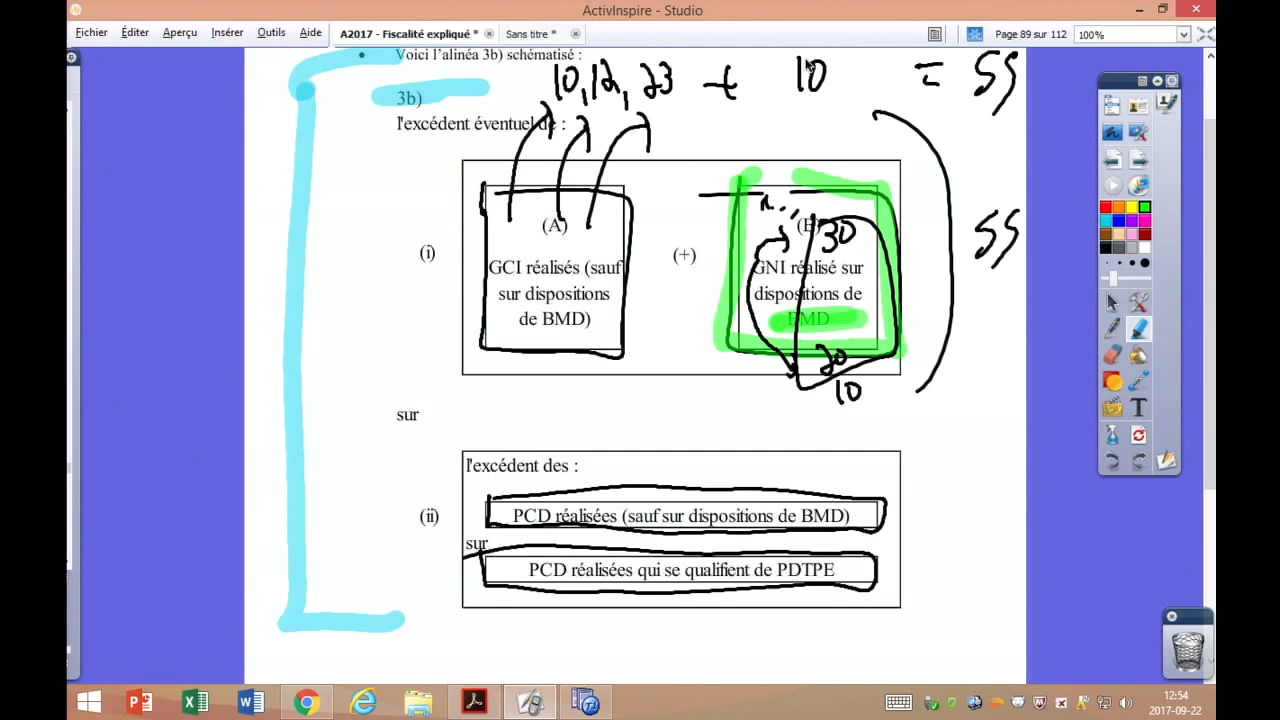 ActivInspire - Studio
Fichier Éditer Aperçu Insérer Outils Aide
A2017 - Fiscalité expliqué *
Sans titre *
Page 89 sur 112
100%
• Voici l'alinéa 3b) schématisé :
10, 12, 23 + 10 = 55
3b)
l'excédent éventuel de :
(i)
(A)
GCI réalisés (sauf
sur dispositions
de BMD)
(+)
(B)
30
GNI réalisé sur
dispositions de
BMD
20
10
55
sur
(ii)
l'excédent des :
PCD réalisées (sauf sur dispositions de BMD)
sur
PCD réalisées qui se qualifient de PDTPE
12:54
2017-09-22